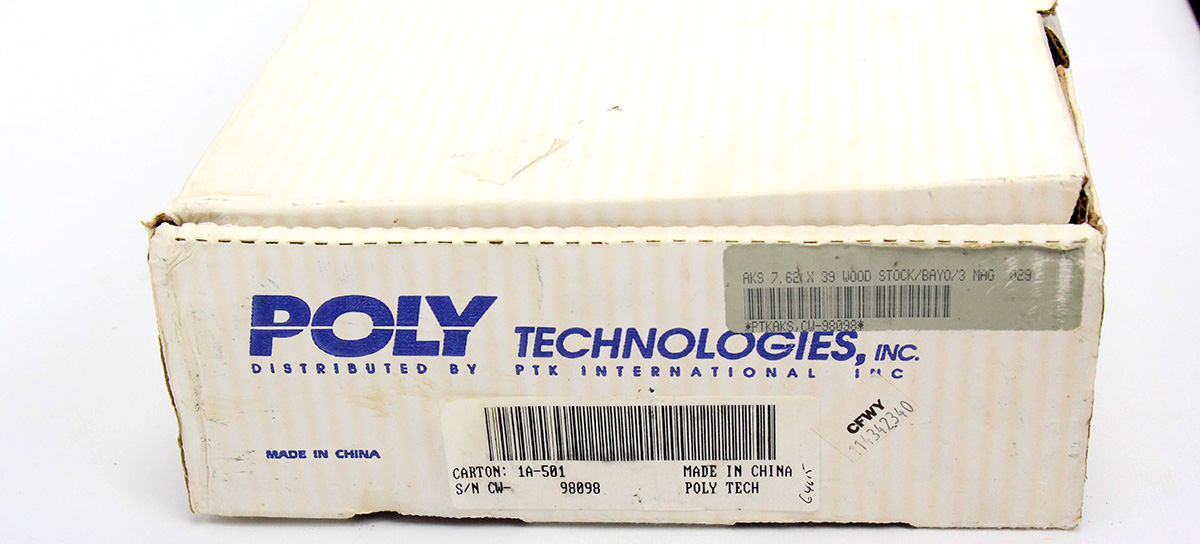 AKS 7.62 X 39 WOOD STOCK/BAYO/3 MAG 029
*PTKAKS,CW-98098*
POLY TECHNOLOGIES, INC.
DISTRIBUTED BY PTK INTERNATIONAL INC
CFWY
114342340
MADE IN CHINA
CARTON: 1A-501 MADE IN CHINA
S/N CW- 98098 POLY TECH